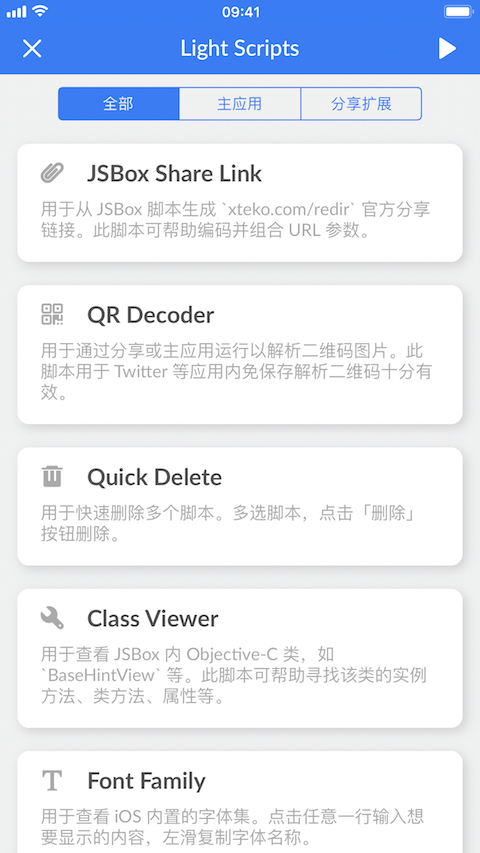 09:41
Light Scripts
全部 主应用 分享扩展
JSBox Share Link
用于从 JSBox 脚本生成 `xteko.com/redir` 官方分享
链接。此脚本可帮助编码并组合 URL 参数。
QR Decoder
用于通过分享或主应用运行以解析二维码图片。此
脚本用于 Twitter 等应用内免保存解析二维码十分有
效。
Quick Delete
用于快速删除多个脚本。多选脚本，点击「删除」
按钮删除。
Class Viewer
用于查看 JSBox 内 Objective-C 类，如
`BaseHintView` 等。此脚本可帮助寻找该类的实例
方法、类方法、属性等。
Font Family
用于查看 iOS 内置的字体集。点击任意一行输入想
要显示的内容，左滑复制字体名称。